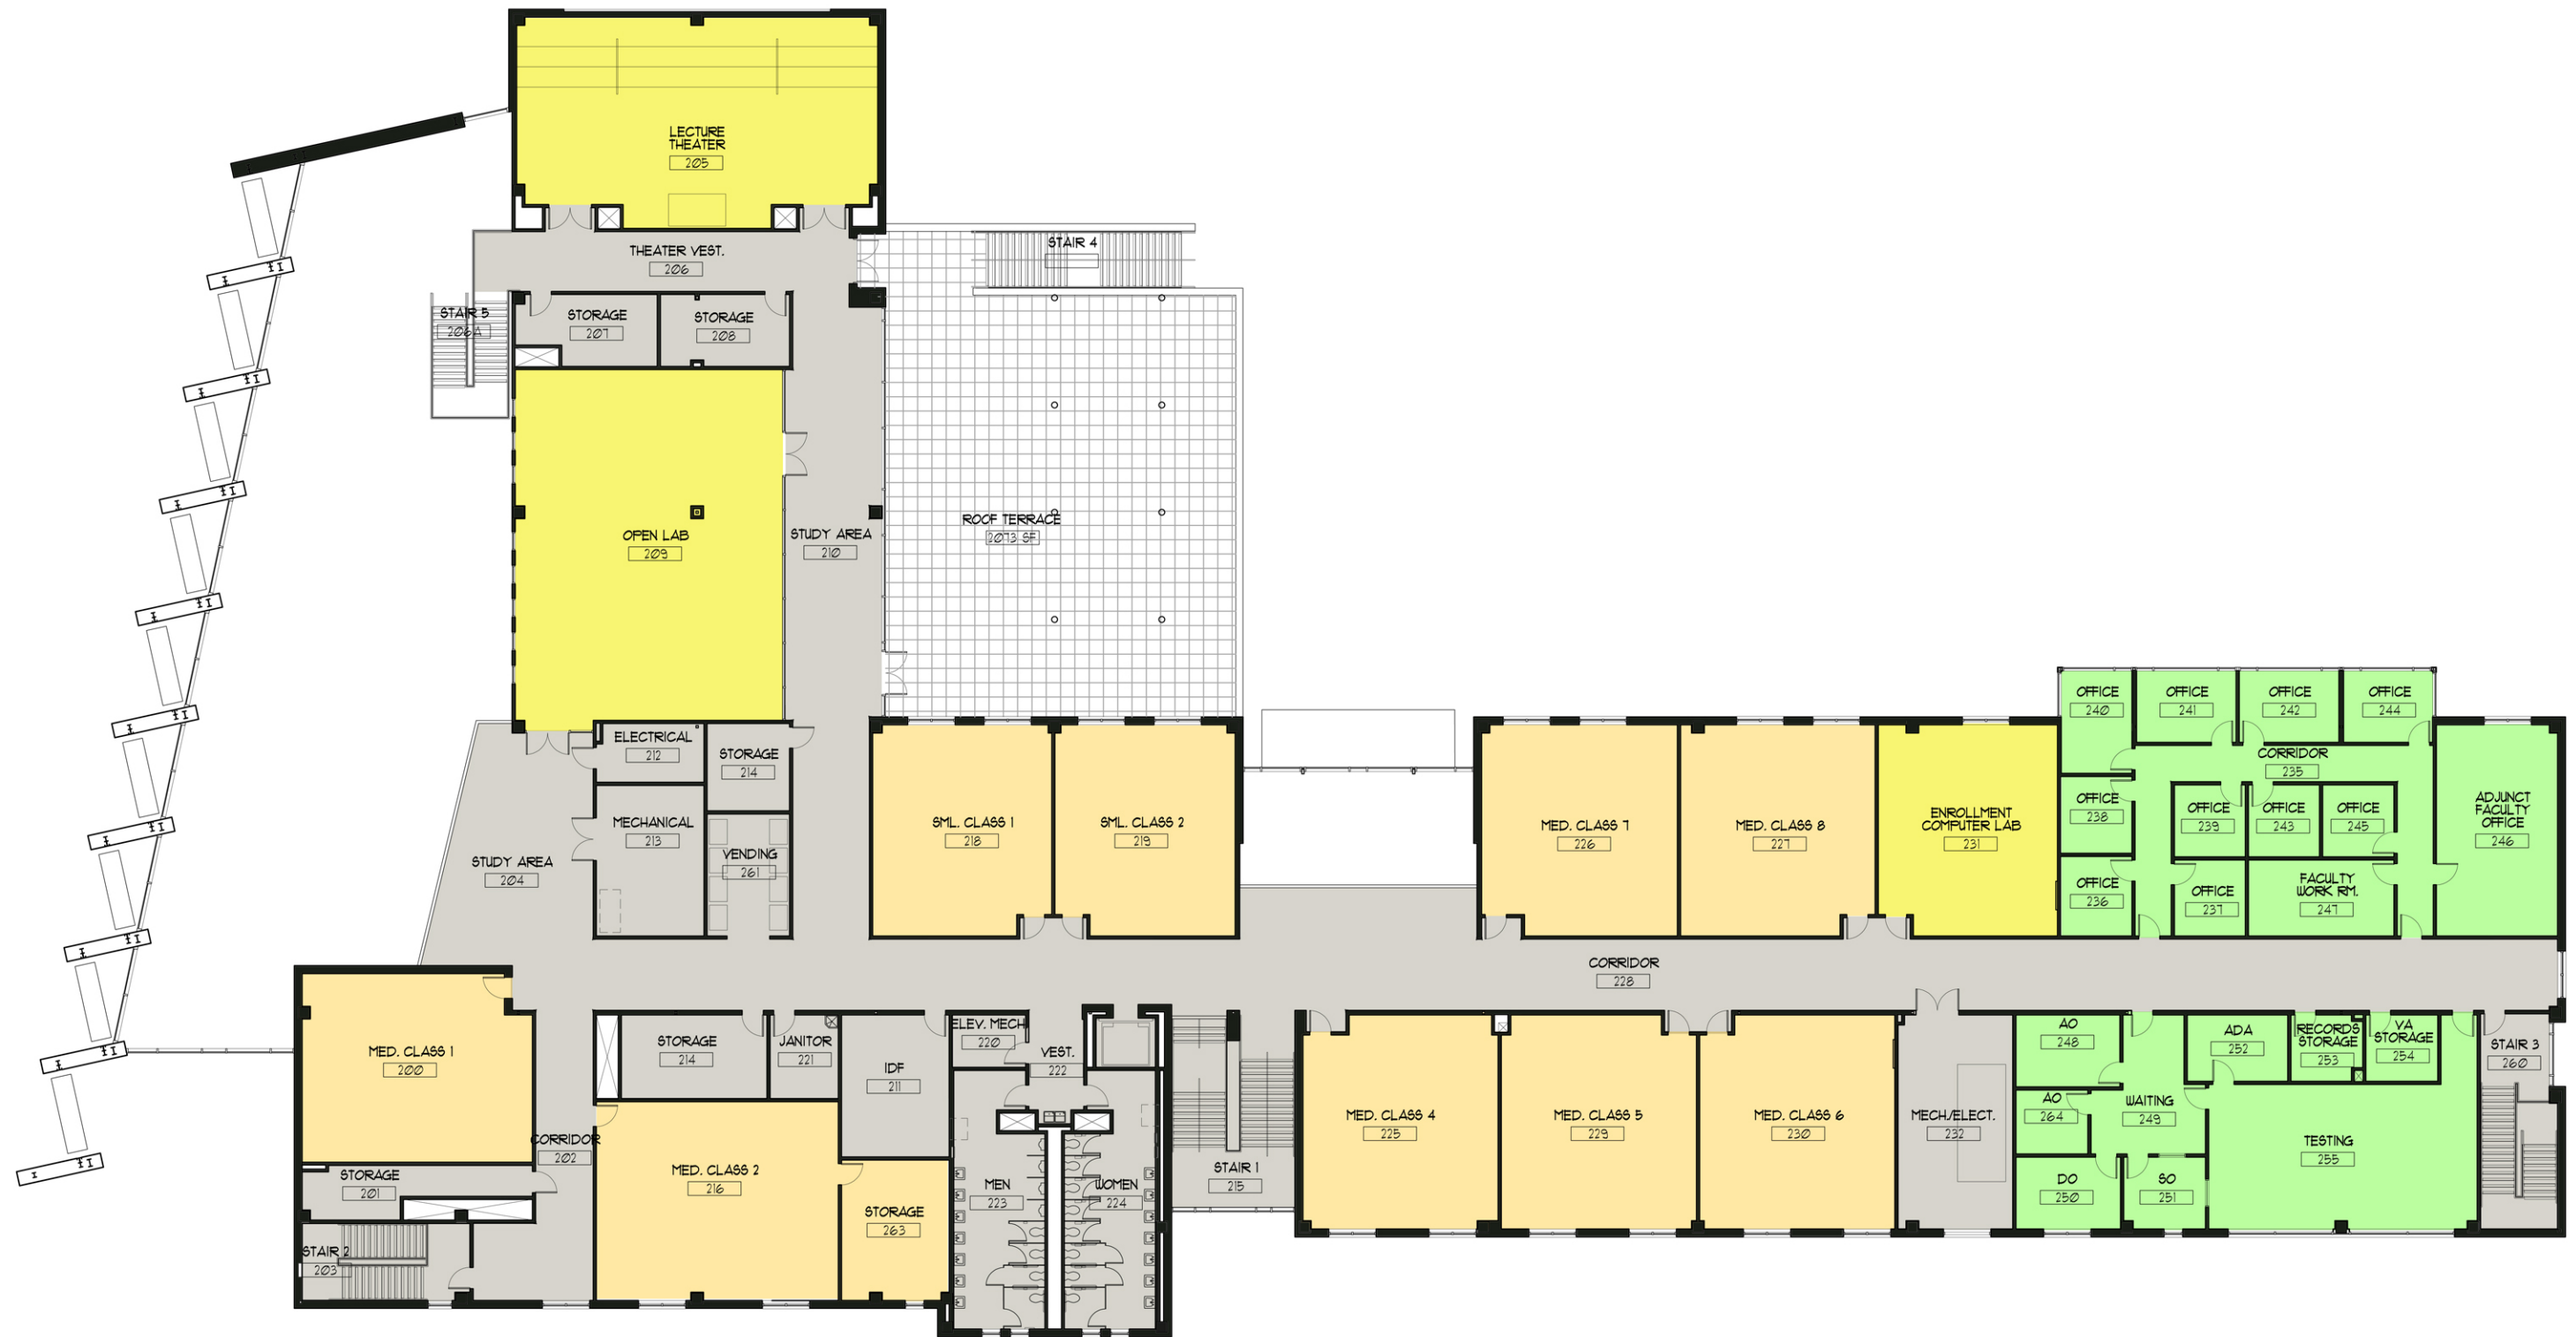 LECTURE
THEATER
205
THEATER VEST.
206
STAIR 4
STAIR 5
206A
STORAGE
207
STORAGE
208
OPEN LAB
209
STUDY AREA
210
ROOF TERRACE
2073 SF
ELECTRICAL
212
STORAGE
214
MECHANICAL
213
VENDING
261
STUDY AREA
204
SML. CLASS 1
218
SML. CLASS 2
219
MED. CLASS 7
226
MED. CLASS 8
227
ENROLLMENT
COMPUTER LAB
231
OFFICE
240
OFFICE
241
OFFICE
242
OFFICE
244
CORRIDOR
235
OFFICE
238
OFFICE
239
OFFICE
243
OFFICE
245
ADJUNCT
FACULTY
OFFICE
246
OFFICE
236
OFFICE
237
FACULTY
WORK RM.
247
CORRIDOR
228
MED. CLASS 1
200
STORAGE
214
JANITOR
221
IDF
211
ELEV. MECH
220
VEST.
222
CORRIDOR
202
STORAGE
201
STAIR 2
203
MED. CLASS 2
216
STORAGE
263
MEN
223
WOMEN
224
STAIR 1
215
MED. CLASS 4
225
MED. CLASS 5
229
MED. CLASS 6
230
MECH/ELECT.
232
AO
248
AO
264
WAITING
249
DO
250
SO
251
ADA
252
RECORDS
STORAGE
253
VA
STORAGE
254
TESTING
255
STAIR 3
260